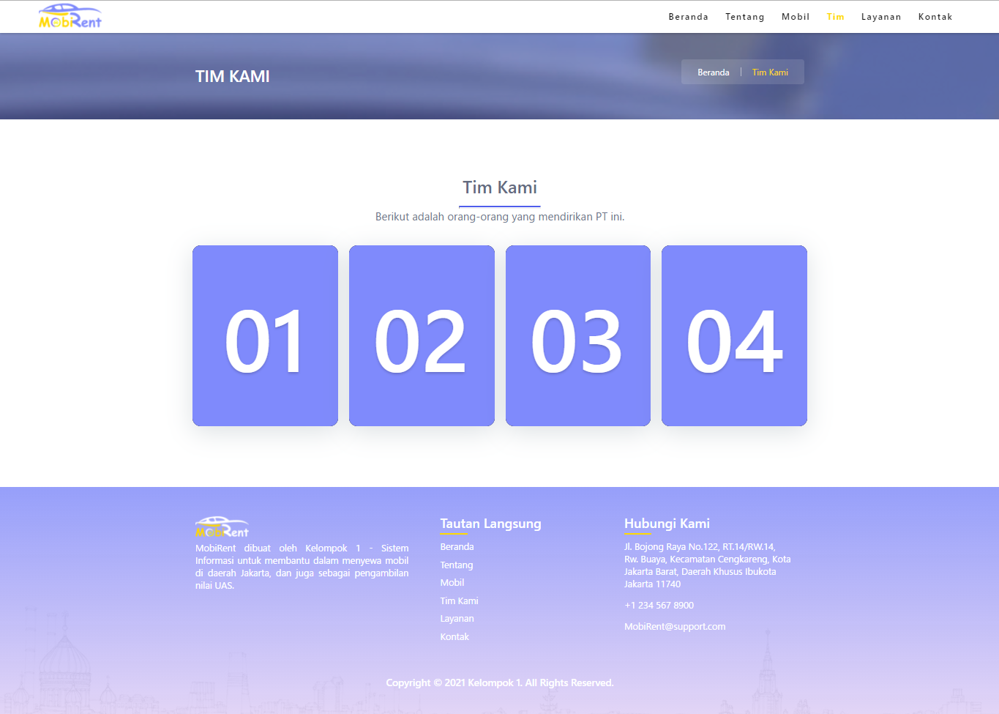 MobiRent
Beranda Tentang Mobil Tim Layanan Kontak
TIM KAMI
Beranda Tim Kami
Tim Kami
Berikut adalah orang-orang yang mendirikan PT ini.
01 02 03 04
MobiRent
MobiRent dibuat oleh Kelompok 1 - Sistem
Informasi untuk membantu dalam menyewa mobil
di daerah Jakarta, dan juga sebagai pengambilan
nilai UAS.
Tautan Langsung
Beranda
Tentang
Mobil
Tim Kami
Layanan
Kontak
Hubungi Kami
Jl. Bojong Raya No.122, RT.14/RW.14,
Rw. Buaya, Kecamatan Cengkareng, Kota
Jakarta Barat, Daerah Khusus Ibukota
Jakarta 11740
+1 234 567 8900
MobiRent@support.com
Copyright © 2021 Kelompok 1. All Rights Reserved.